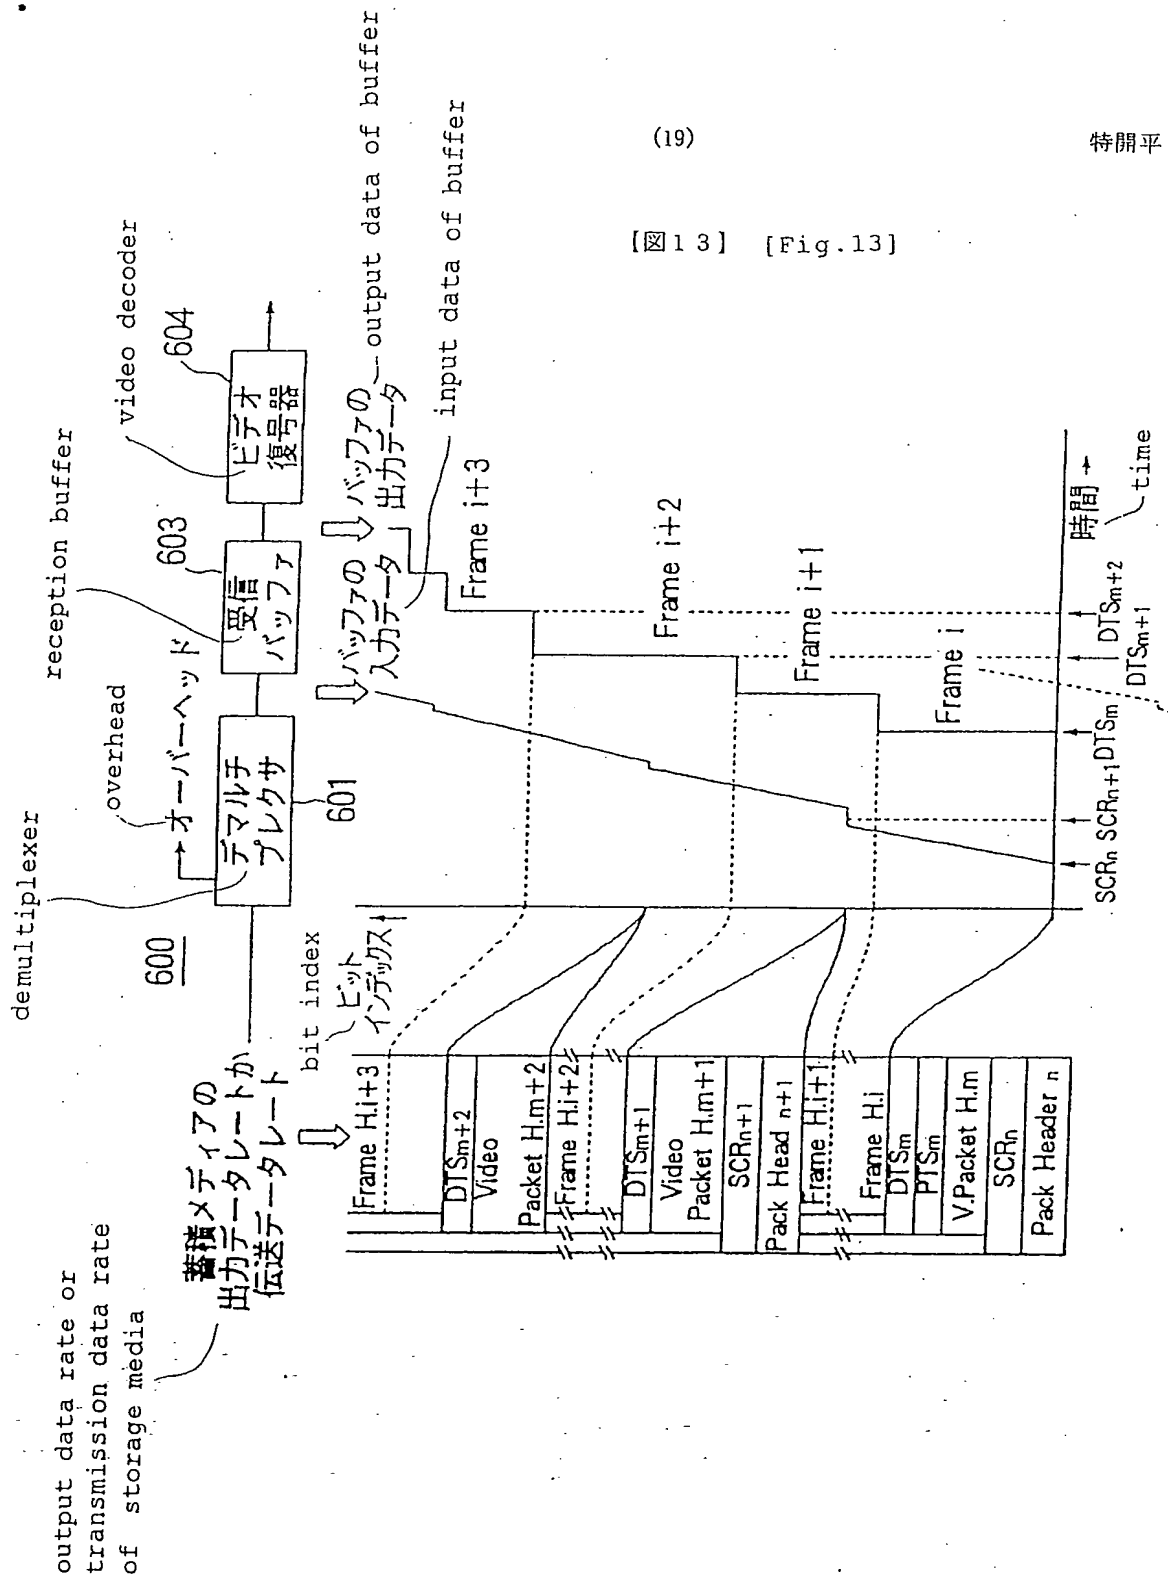 (19)
特開平
【図13】 [Fig.13]
output data rate or
transmission data rate
of storage media
蓄積メディアの
出力データレートか
伝送データレート
demultiplexer
600
デマルチ
プレクサ
601
overhead
オーバーヘッド
reception buffer
受信
バッファ
603
video decoder
ビデオ
復号器
604
bit index
ビット
インデックス
バッファの
入力データ
input data of buffer
バッファの
出力データ
output data of buffer
Frame H.i+3
DTSm+2
Video
Packet H.m+2
Frame H.i+2
DTSm+1
Video
Packet H.m+1
SCRn+1
Pack Head n+1
Frame H.i+1
Frame H.i
DTSm
PTSm
V.Packet H.m
SCRn
Pack Header n
Frame i+3
Frame i+2
Frame i+1
Frame i
SCRn SCRn+1 DTSm
DTSm+1
DTSm+2
時間
time